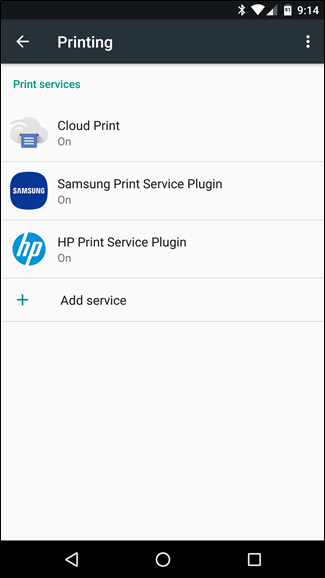 91 9:14
Printing
Print services
Cloud Print
On
SAMSUNG
Samsung Print Service Plugin
On
hp
HP Print Service Plugin
On
+ Add service